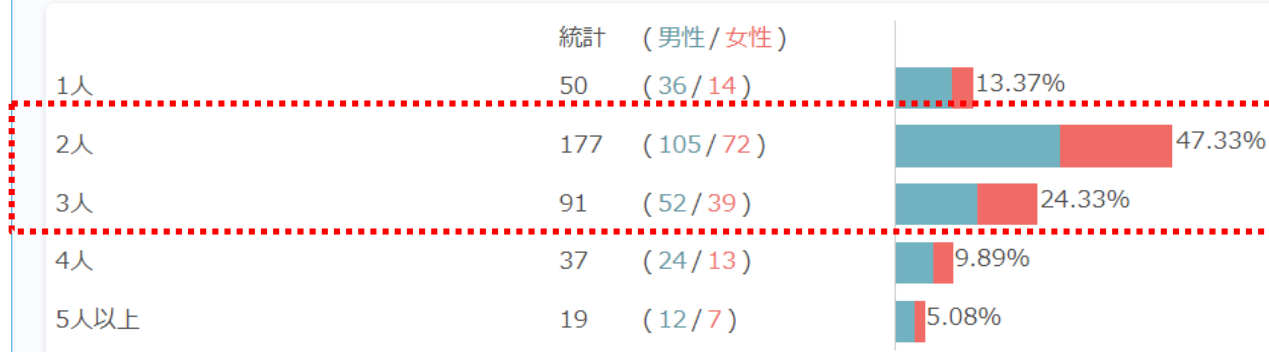 統計 (男性/女性)
1人 50 (36/14) 13.37%
2人 177 (105/72) 47.33%
3人 91 (52/39) 24.33%
4人 37 (24/13) 9.89%
5人以上 19 (12/7) 5.08%